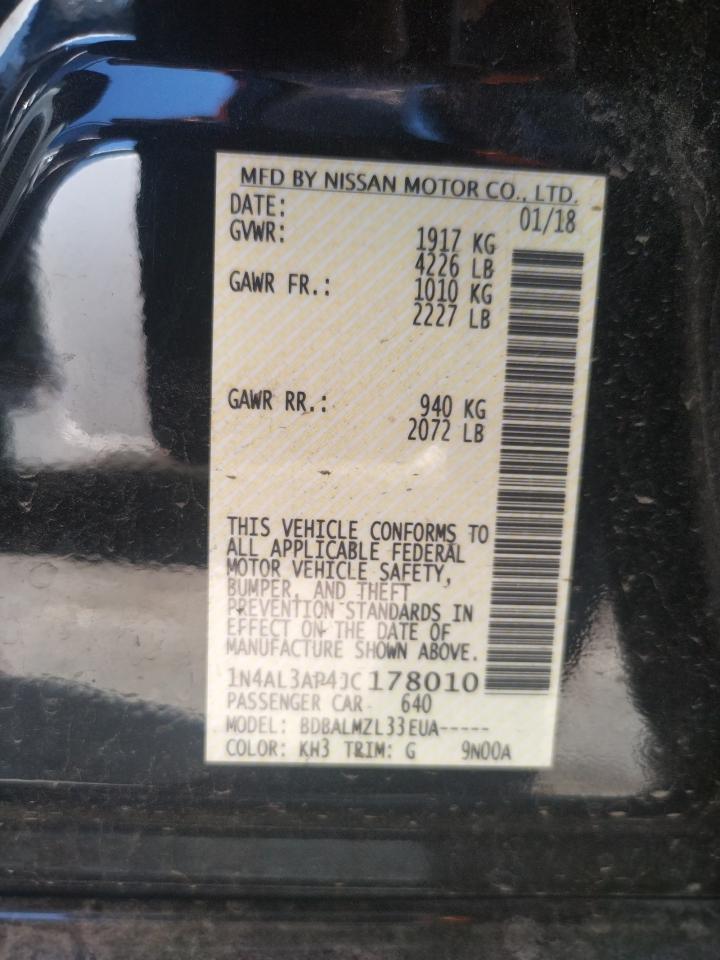 MFD BY NISSAN MOTOR CO., LTD.
DATE: 01/18
GVWR: 1917 KG
4226 LB
GAWR FR.: 1010 KG
2227 LB
GAWR RR.: 940 KG
2072 LB
THIS VEHICLE CONFORMS TO
ALL APPLICABLE FEDERAL
MOTOR VEHICLE SAFETY,
BUMPER, AND THEFT
PREVENTION STANDARDS IN
EFFECT ON THE DATE OF
MANUFACTURE SHOWN ABOVE.
1N4AL3AP4JC178010
PASSENGER CAR 640
MODEL: BDBALMZL33EUA-----
COLOR: KH3 TRIM: G 9N00A